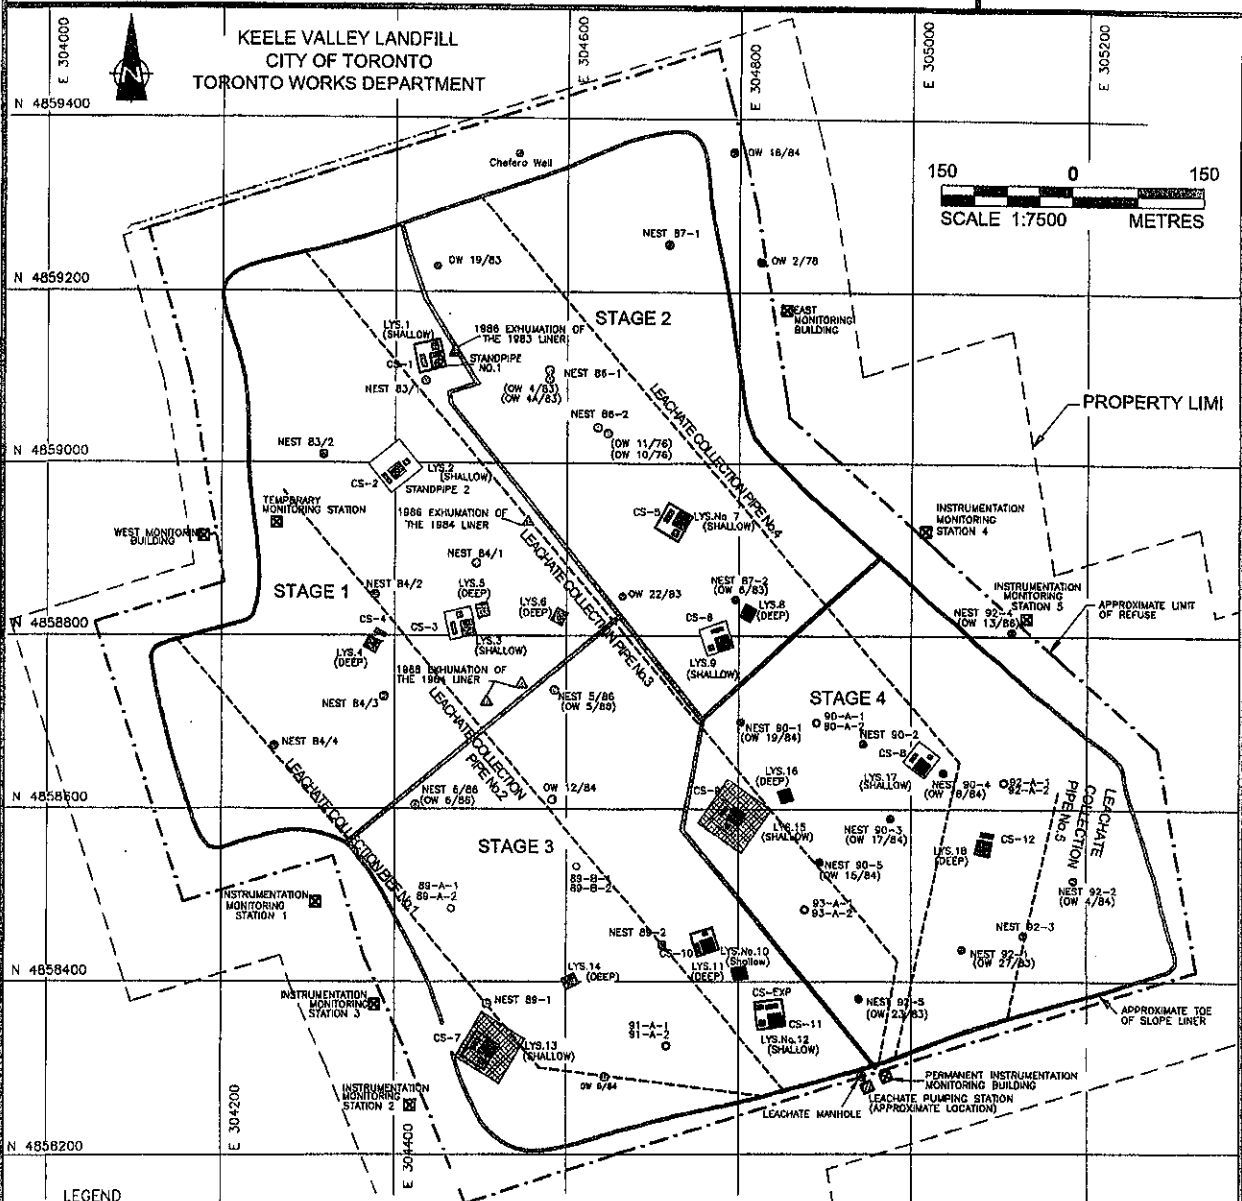 KEELE VALLEY LANDFILL
CITY OF TORONTO
TORONTO WORKS DEPARTMENT
E 304000
E 304600
E 304800
E 305000
E 305200
N 4859400
150 0 150
SCALE 1:7500 METRES
Chefero Well
OW 18/84
NEST 87-1
OW 19/83
OW 2/78
N 4859200
EAST
MONITORING
BUILDING
STAGE 2
LYS.1
(SHALLOW)
1986 EXHUMATION OF
THE 1983 LINER
CS-1
STANDPIPE
NO.1
NEST 83/1
NEST 86-1
(OW 4/83)
(OW 4A/83)
NEST 86-2
(OW 11/76)
(OW 10/76)
LEACHATE COLLECTION PIPE No.4
PROPERTY LIMI
NEST 83/2
N 4859000
LYS.2
(SHALLOW)
STANDPIPE 2
CS-2
TEMPORARY
MONITORING STATION
WEST MONITORING
BUILDING
1986 EXHUMATION OF
THE 1984 LINER
CS-5
LYS.No 7
(SHALLOW)
INSTRUMENTATION
MONITORING
STATION 4
LEACHATE COLLECTION PIPE No.3
NEST 84/1
STAGE 1
NEST 84/2
LYS.5
(DEEP)
LYS.6
(DEEP)
OW 22/83
NEST 87-2
(OW 6/83)
LYS.8
(DEEP)
INSTRUMENTATION
MONITORING
STATION 5
NEST 92-4
(OW 13/86)
APPROXIMATE LIMIT
OF REFUSE
N 4858800
CS-4
LYS.4
(DEEP)
CS-3
LYS.3
(SHALLOW)
CS-6
LYS.9
(SHALLOW)
1988 EXHUMATION OF
THE 1984 LINER
NEST 84/3
NEST 5/86
(OW 5/86)
STAGE 4
NEST 90-1
(OW 19/84)
90-A-1
90-A-2
NEST 90-2
CS-8
NEST 84/4
LEACHATE COLLECTION
PIPE No.2
LEACHATE COLLECTION PIPE No.1
LYS.16
(DEEP)
LYS.17
(SHALLOW)
NEST 90-4
(OW 8/84)
92-A-1
92-A-2
LEACHATE
COLLECTION
PIPE No.5
N 4858600
NEST 6/86
(OW 6/86)
OW 12/84
CS-9
LYS.15
(SHALLOW)
NEST 90-3
(OW 17/84)
CS-12
LYS.18
(DEEP)
STAGE 3
NEST 90-5
(OW 15/84)
89-A-1
89-A-2
89-B-1
89-B-2
NEST 92-2
(OW 4/84)
INSTRUMENTATION
MONITORING
STATION 1
93-A-1
93-A-2
NEST 89-2
CS-10
LYS.No.10
(Shallow)
LYS.11
(DEEP)
NEST 92-3
NEST 92-1
(OW 27/83)
N 4858400
LYS.14
(DEEP)
INSTRUMENTATION
MONITORING
STATION 3
NEST 89-1
CS-EXP
CS-11
LYS.No.12
(SHALLOW)
NEST 92-5
(OW 23/83)
APPROXIMATE TOE
OF SLOPE LINER
CS-7
LYS.13
(SHALLOW)
91-A-1
91-A-2
OW 6/84
INSTRUMENTATION
MONITORING
STATION 2
PERMANENT INSTRUMENTATION
MONITORING BUILDING
LEACHATE MANHOLE
LEACHATE PUMPING STATION
(APPROXIMATE LOCATION)
N 4858200
E 304200
E 304400
LEGEND